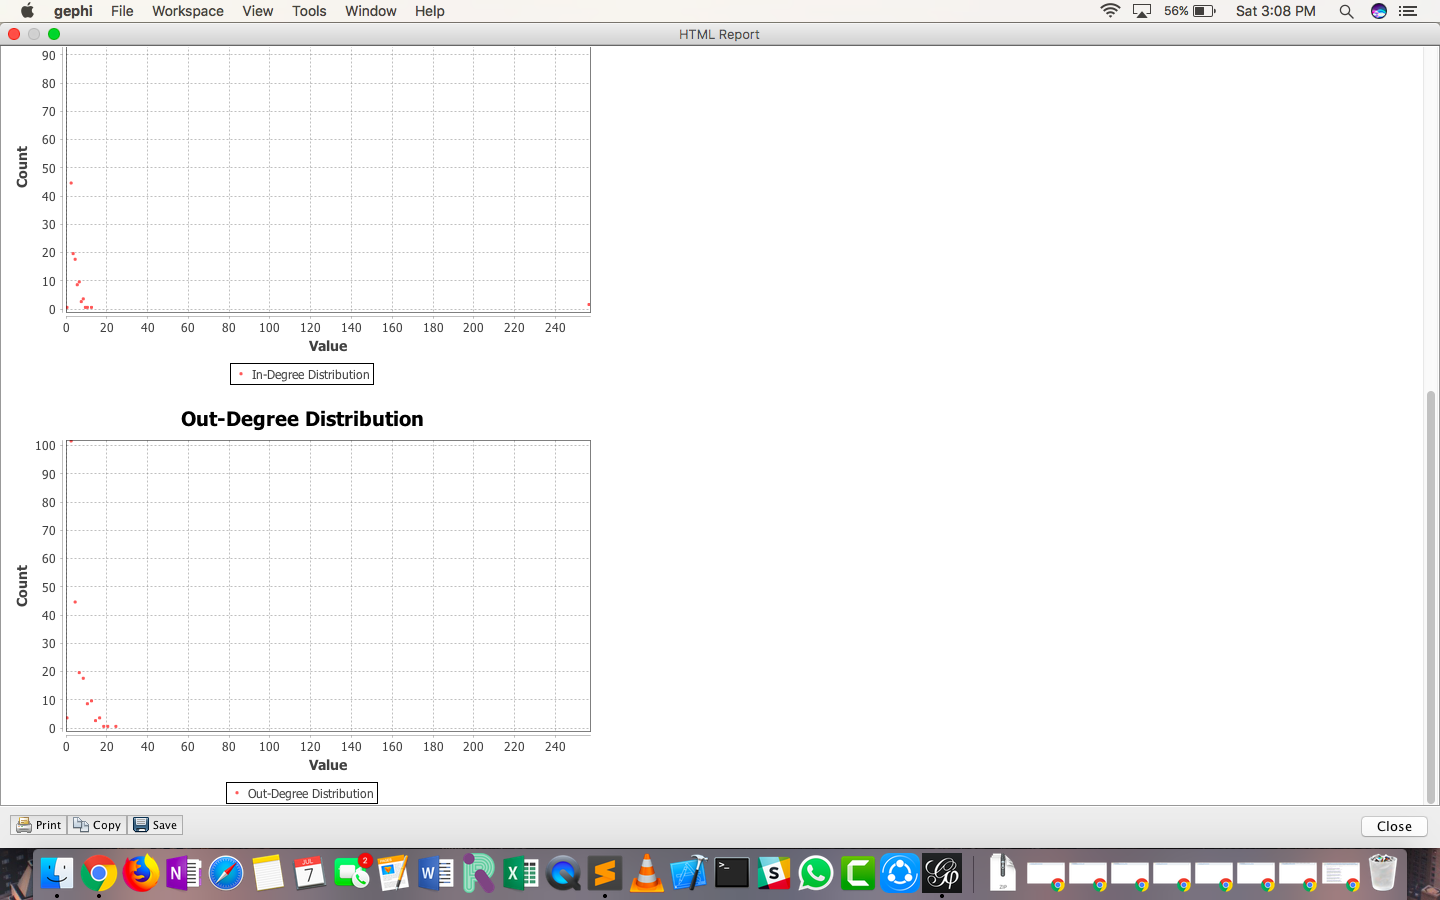 gephi File Workspace View Tools Window Help 56% Sat 3:08 PM
HTML Report
90
80
70
60
50
40
30
20
10
0
Count
0 20 40 60 80 100 120 140 160 180 200 220 240
Value
In-Degree Distribution
Out-Degree Distribution
100
90
80
70
60
50
40
30
20
10
0
Count
0 20 40 60 80 100 120 140 160 180 200 220 240
Value
Out-Degree Distribution
Print Copy Save Close
JUL
7
2
ZIP